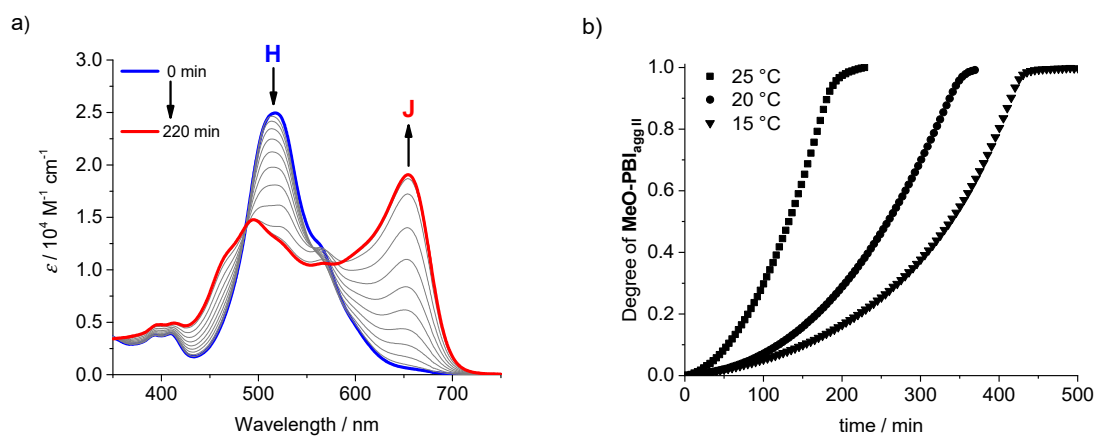 a)
H
J
0 min
220 min
3.0
2.5
2.0
1.5
1.0
0.5
0.0
ε / 10⁴ M⁻¹ cm⁻¹
400 500 600 700
Wavelength / nm
b)
25 °C
20 °C
15 °C
1.0
0.8
0.6
0.4
0.2
0.0
Degree of MeO-PBIagg II
0 100 200 300 400 500
time / min